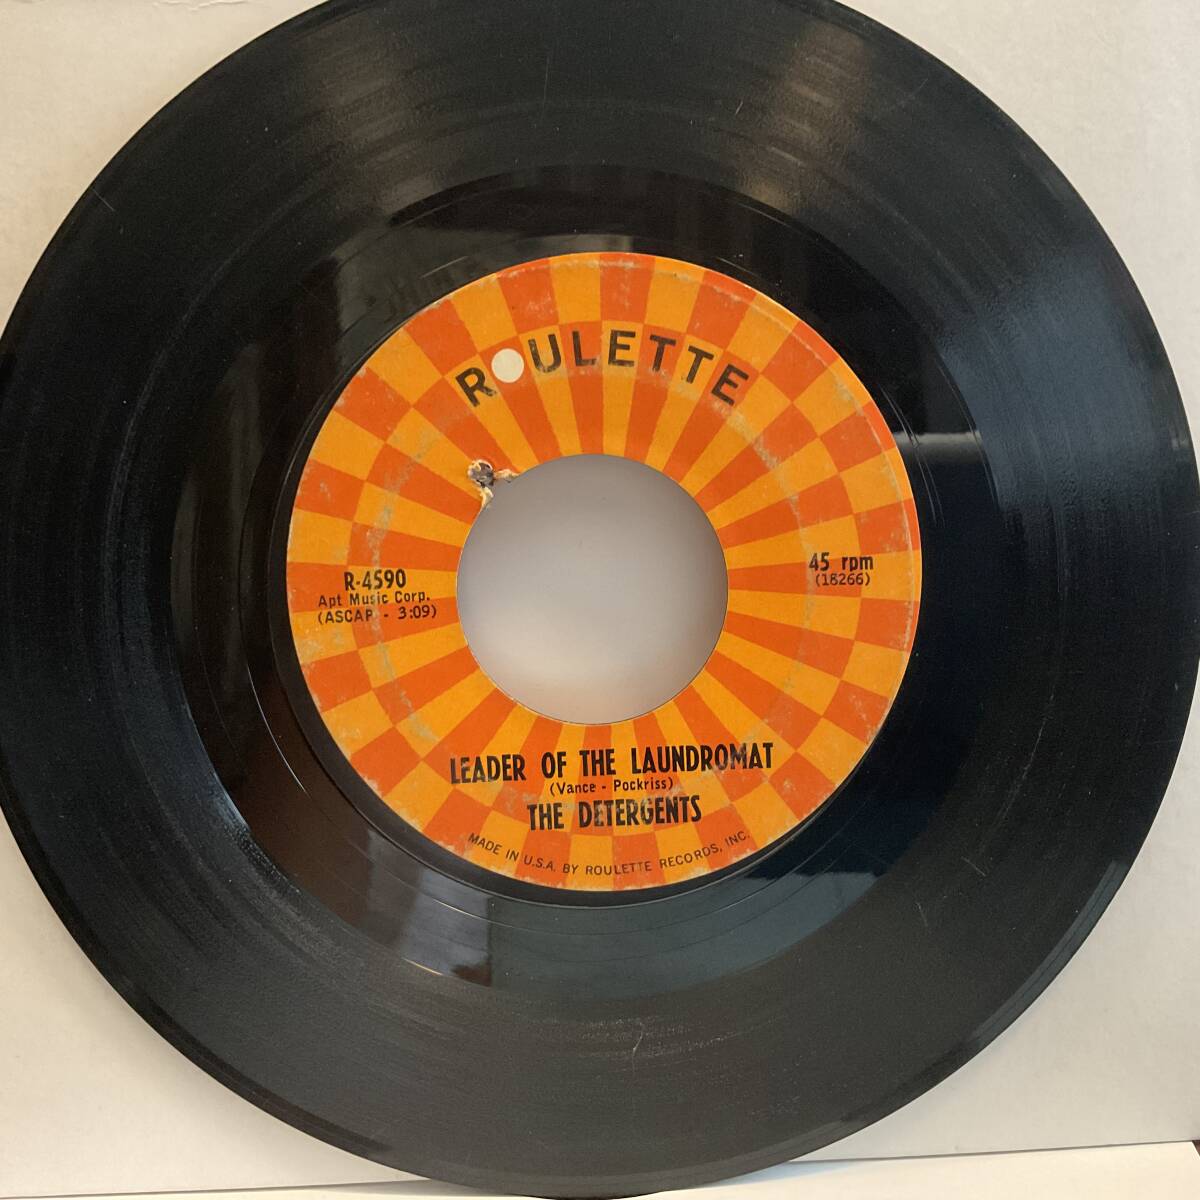 ROULETTE
R-4590
Apt Music Corp.
(ASCAP - 3:09)
45 rpm
(18266)
LEADER OF THE LAUNDROMAT
(Vance - Pockriss)
THE DETERGENTS
MADE IN U.S.A. BY ROULETTE RECORDS, INC.